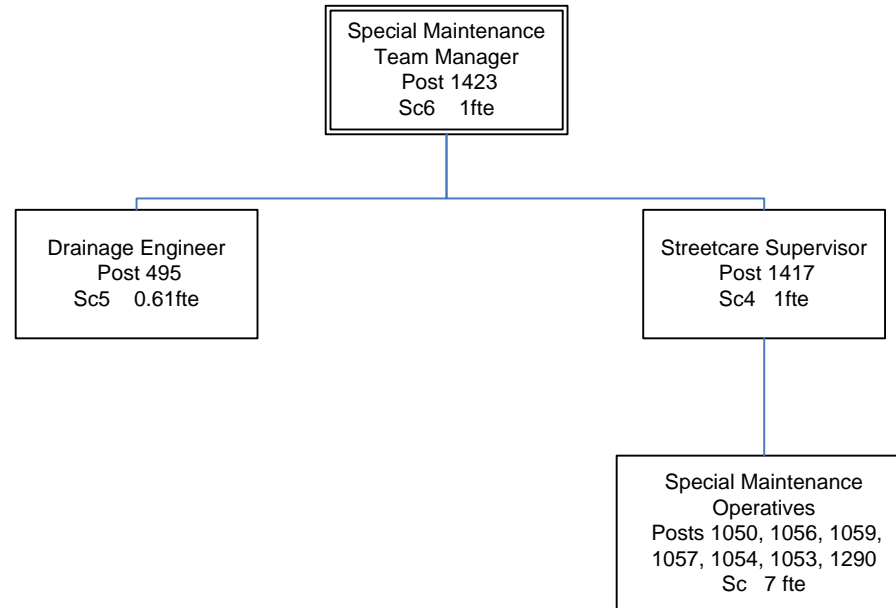 Special Maintenance
Team Manager
Post 1423
Sc6    1fte
Drainage Engineer
Post 495
Sc5    0.61fte
Streetcare Supervisor
Post 1417
Sc4    1fte
Special Maintenance
Operatives
Posts 1050, 1056, 1059,
1057, 1054, 1053, 1290
Sc   7 fte